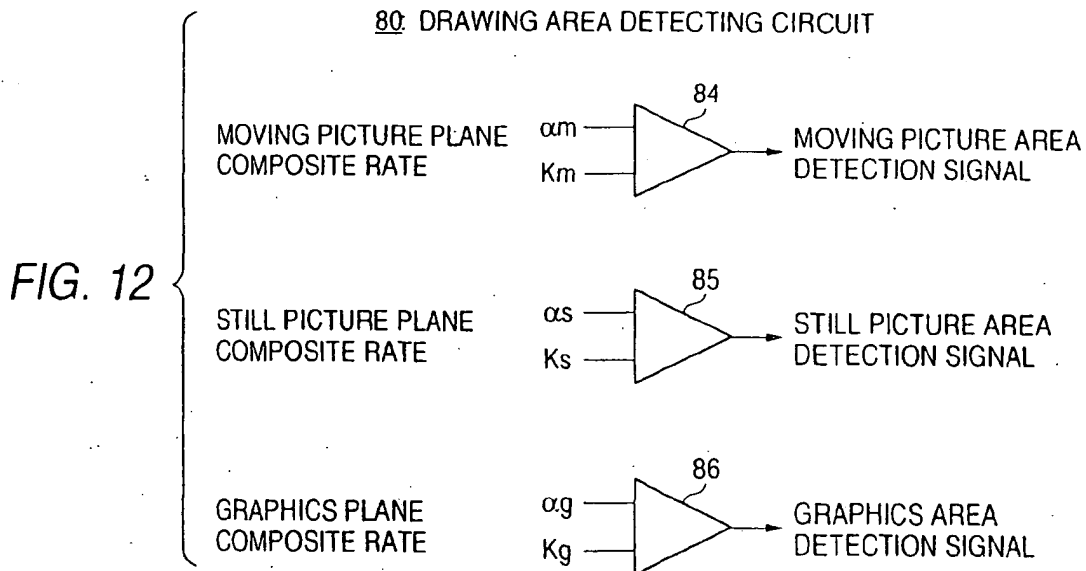 80: DRAWING AREA DETECTING CIRCUIT
84
MOVING PICTURE PLANE
COMPOSITE RATE
αm
Km
MOVING PICTURE AREA
DETECTION SIGNAL
FIG. 12
85
STILL PICTURE PLANE
COMPOSITE RATE
αs
Ks
STILL PICTURE AREA
DETECTION SIGNAL
86
GRAPHICS PLANE
COMPOSITE RATE
αg
Kg
GRAPHICS AREA
DETECTION SIGNAL